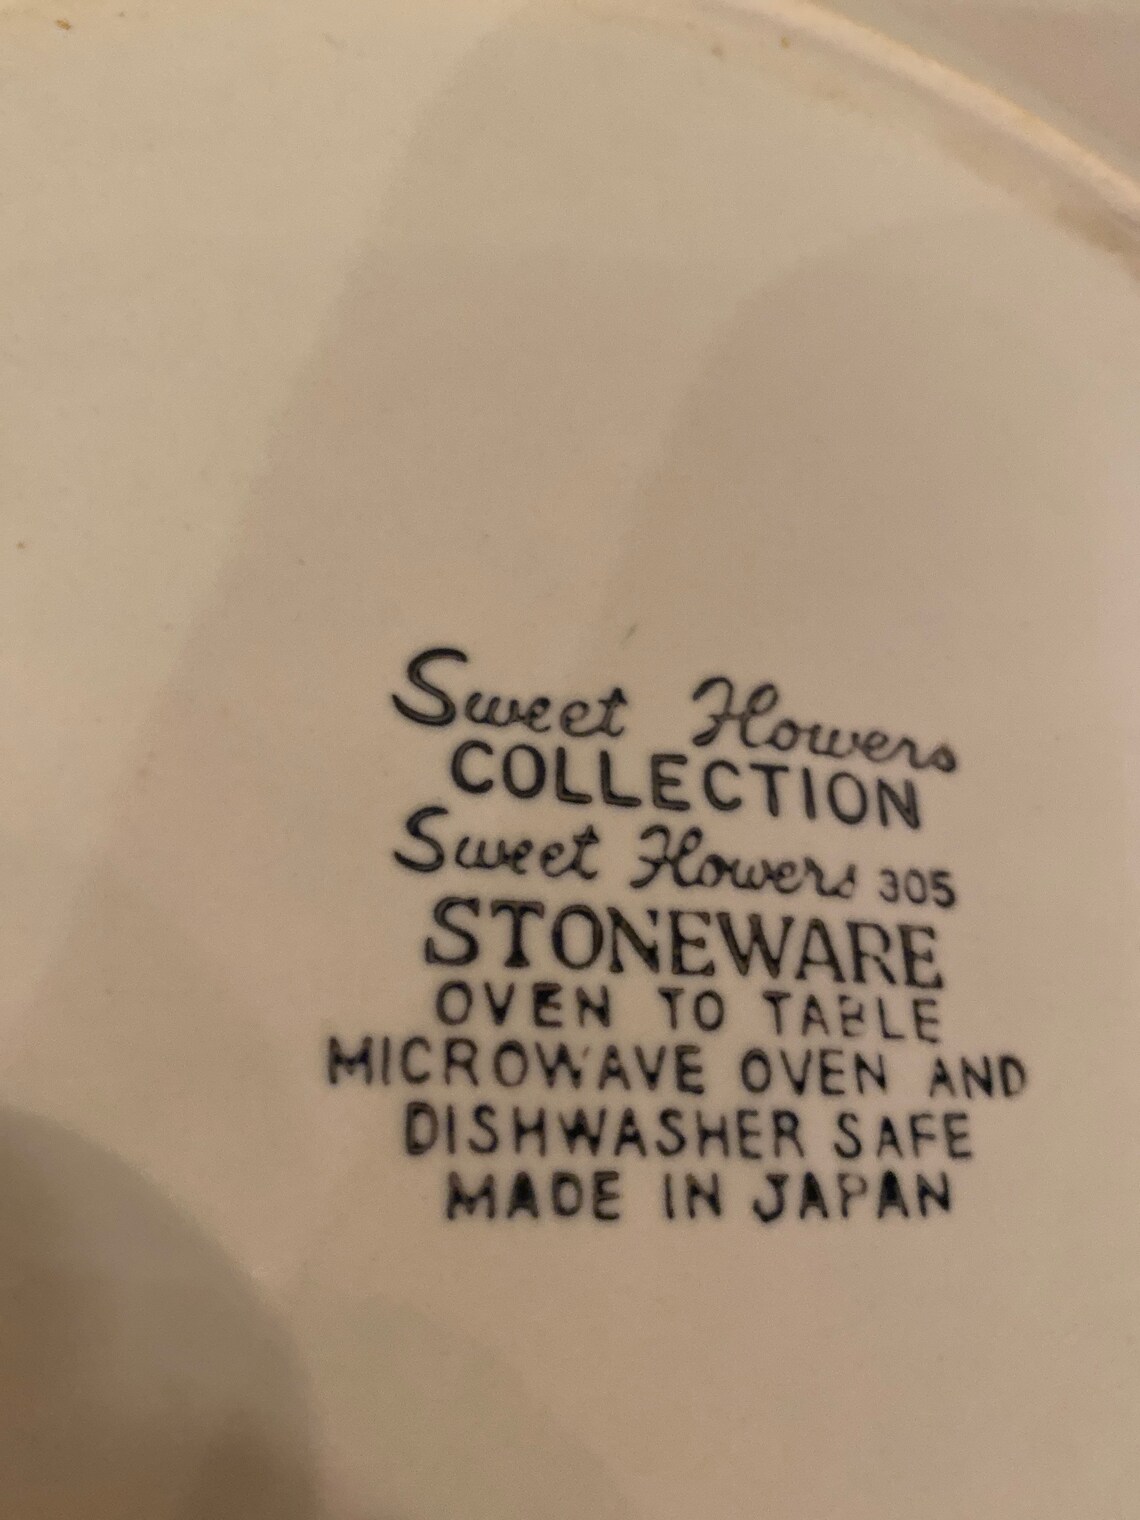 Sweet Flowers
COLLECTION
Sweet Flowers 305
STONEWARE
OVEN TO TABLE
MICROWAVE OVEN AND
DISHWASHER SAFE
MADE IN JAPAN